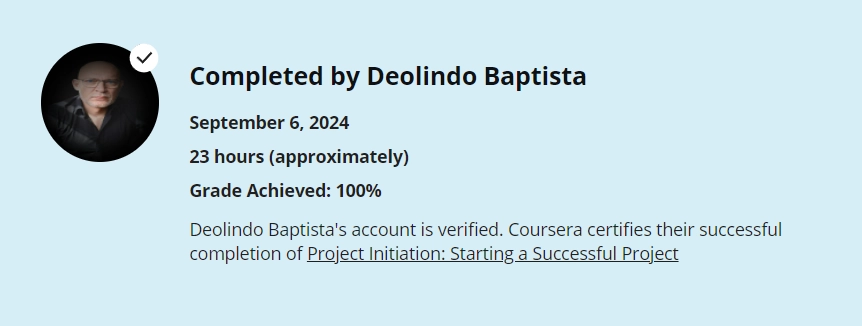 Completed by Deolindo Baptista
September 6, 2024
23 hours (approximately)
Grade Achieved: 100%
Deolindo Baptista's account is verified. Coursera certifies their successful
completion of Project Initiation: Starting a Successful Project